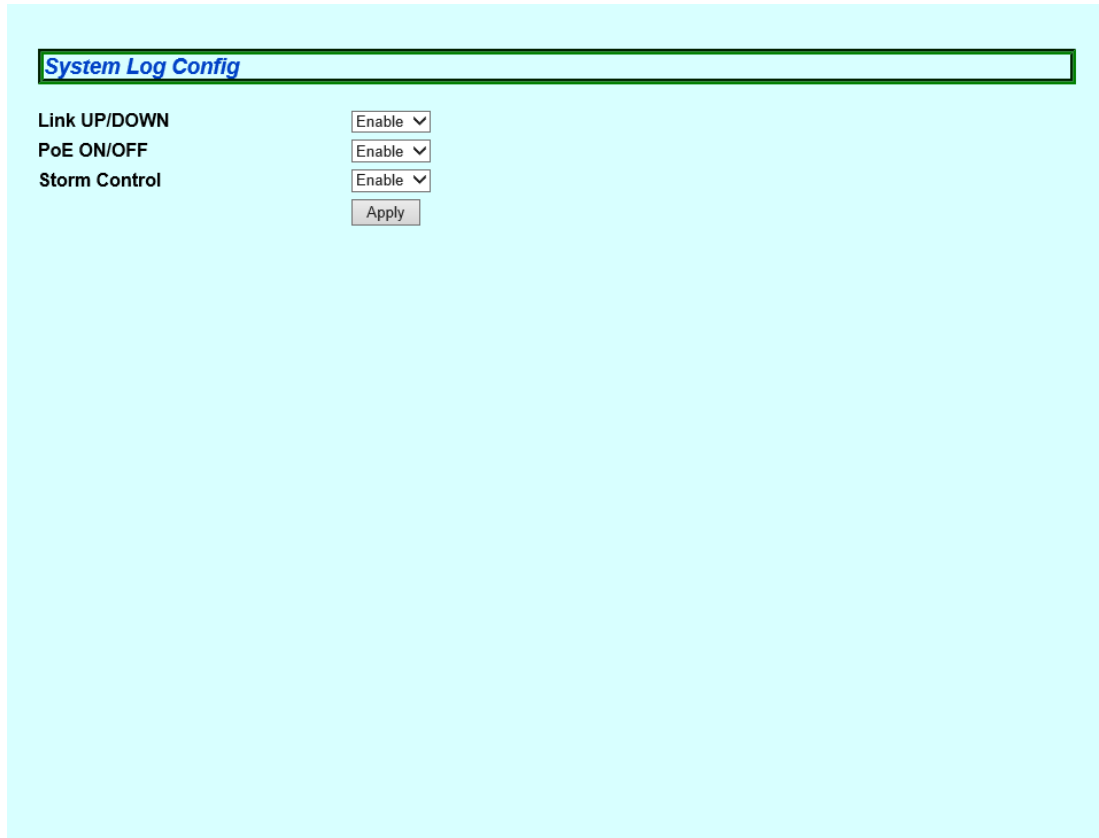 System Log Config
Link UP/DOWN Enable
PoE ON/OFF Enable
Storm Control Enable
Apply